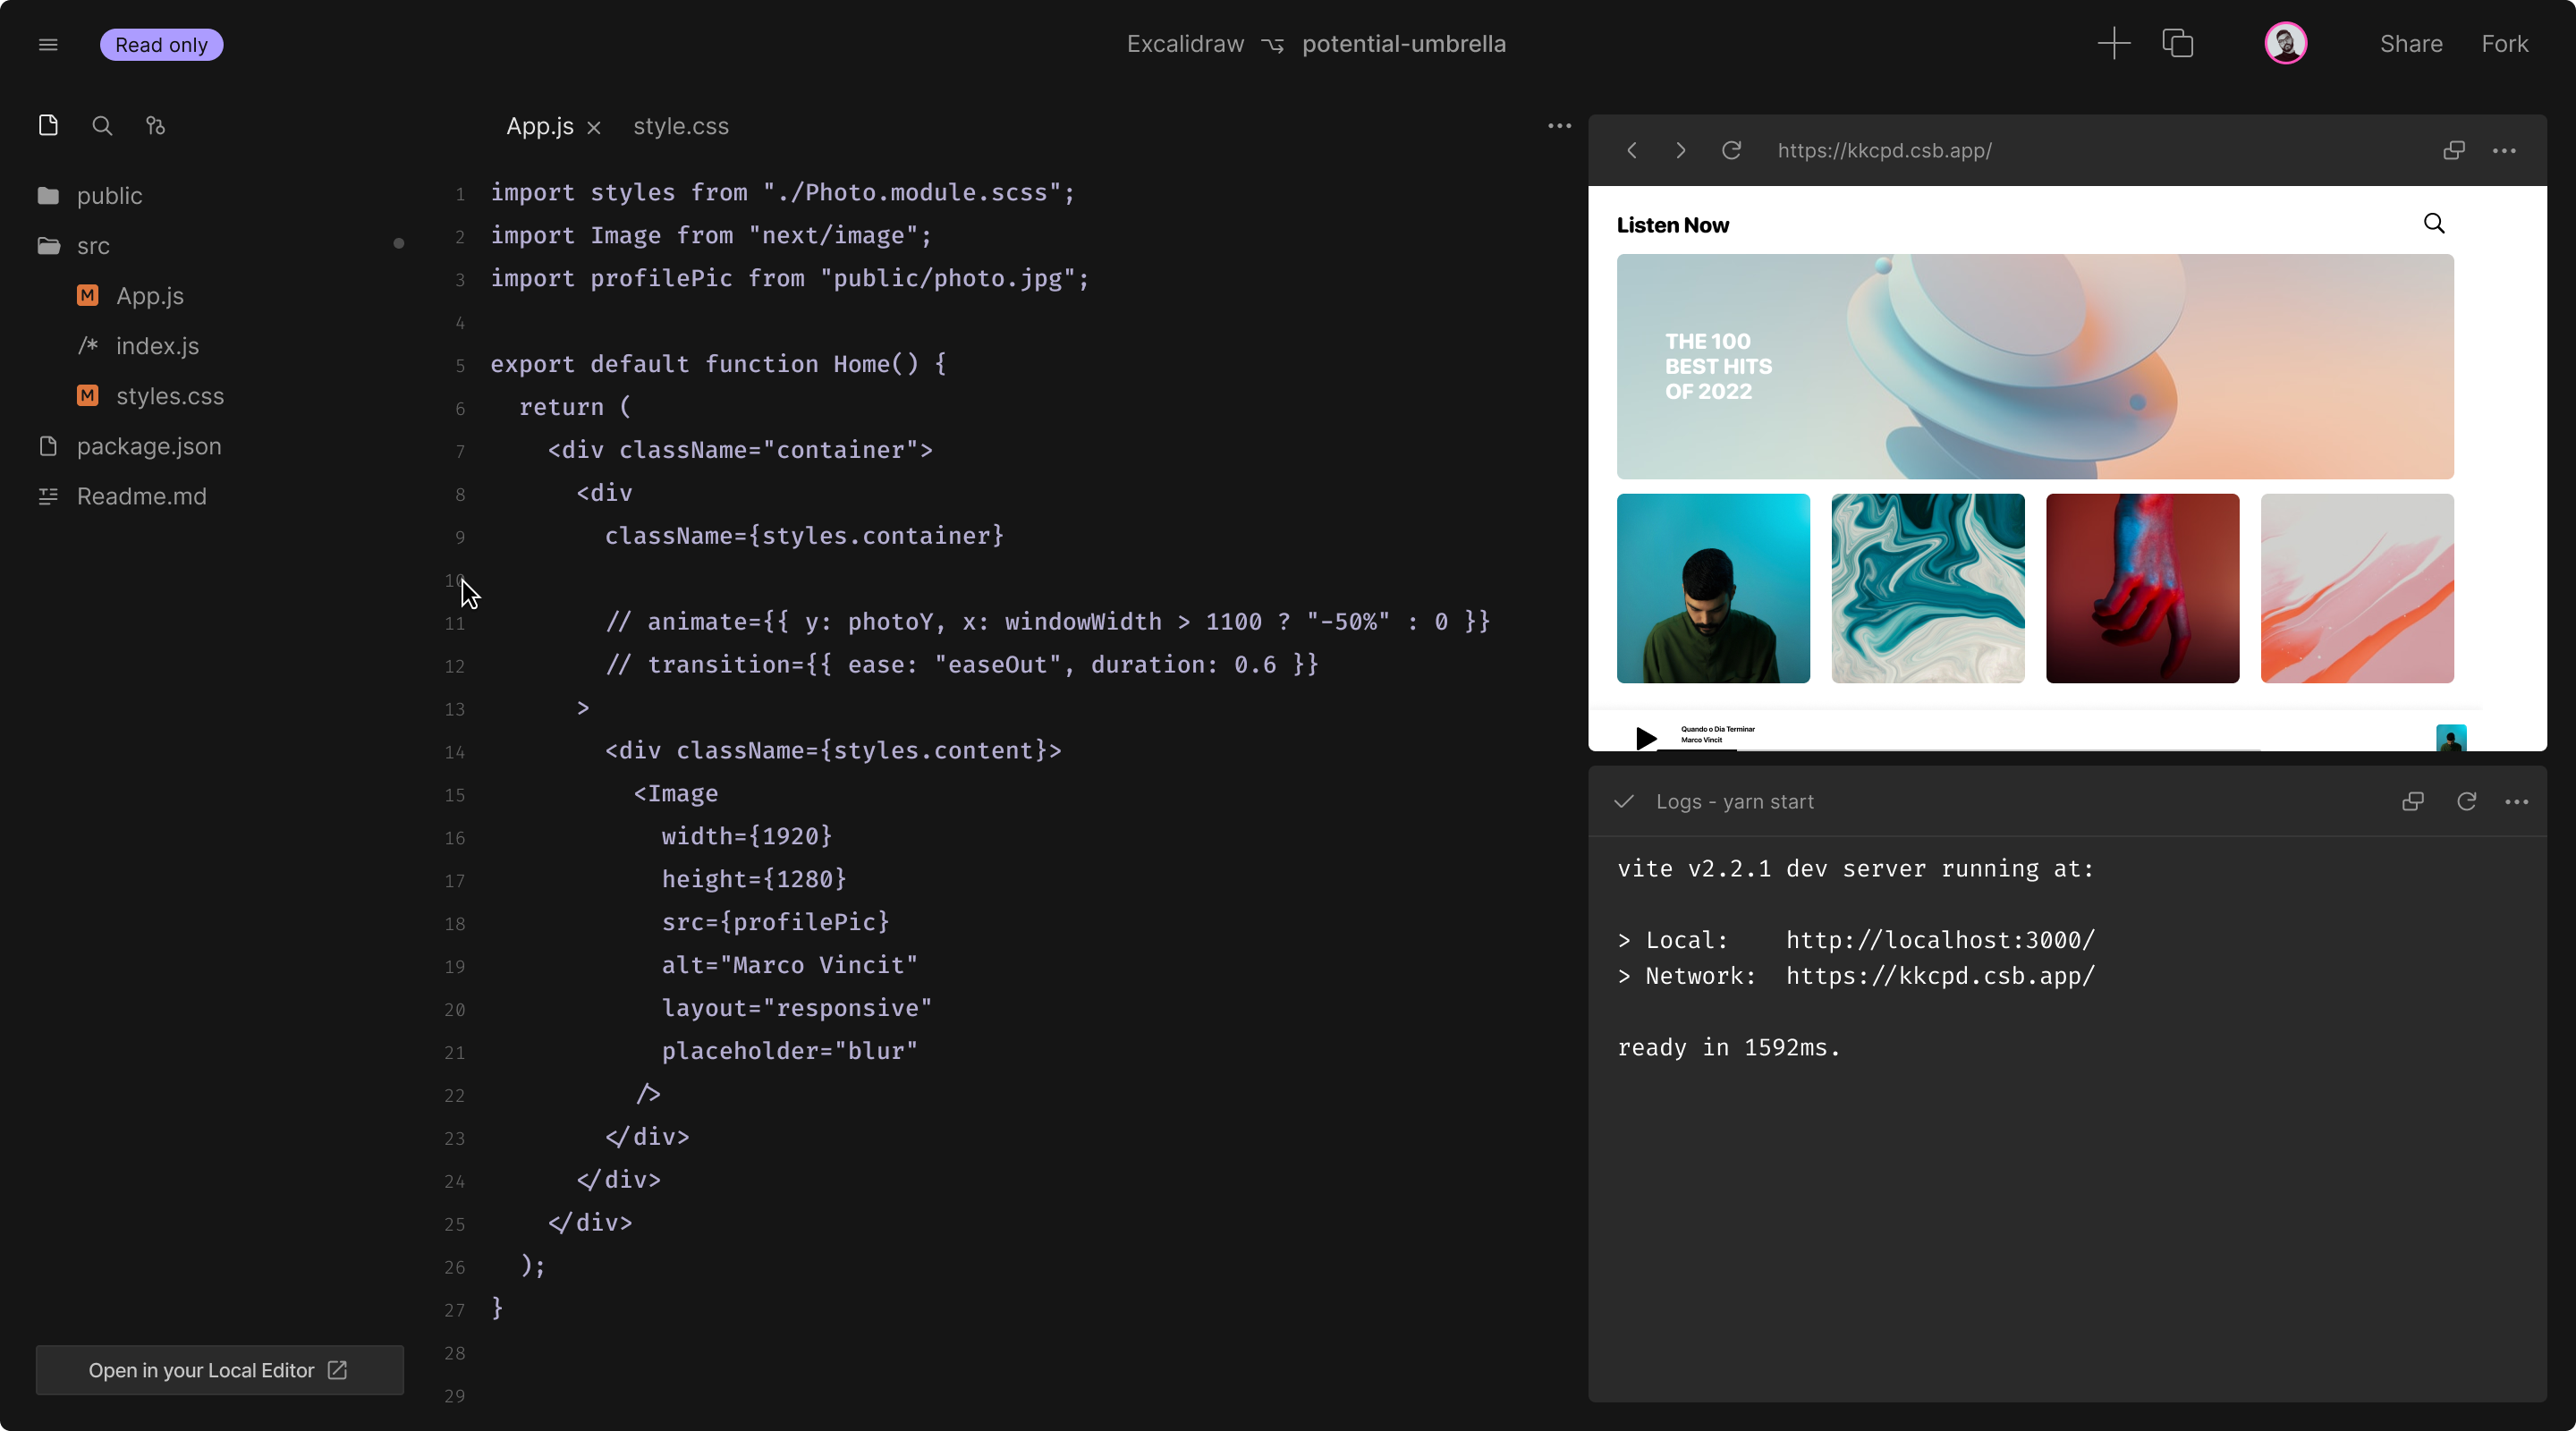 Read only
Excalidraw potential-umbrella
Share Fork
public
src
M App.js
/* index.js
M styles.css
package.json
Readme.md
Open in your Local Editor
App.js style.css
1 import styles from "./Photo.module.scss";
2 import Image from "next/image";
3 import profilePic from "public/photo.jpg";
4
5 export default function Home() {
6 return (
7 <div className="container">
8 <div
9 className={styles.container}
10
11 // animate={{ y: photoY, x: windowWidth > 1100 ? "-50%" : 0 }}
12 // transition={{ ease: "easeOut", duration: 0.6 }}
13 >
14 <div className={styles.content}>
15 <Image
16 width={1920}
17 height={1280}
18 src={profilePic}
19 alt="Marco Vincit"
20 layout="responsive"
21 placeholder="blur"
22 />
23 </div>
24 </div>
25 </div>
26 );
27 }
28
29
https://kkcpd.csb.app/
Listen Now
THE 100
BEST HITS
OF 2022
Quando o Dia Terminar
Marco Vincit
Logs - yarn start
vite v2.2.1 dev server running at:
> Local: http://localhost:3000/
> Network: https://kkcpd.csb.app/
ready in 1592ms.